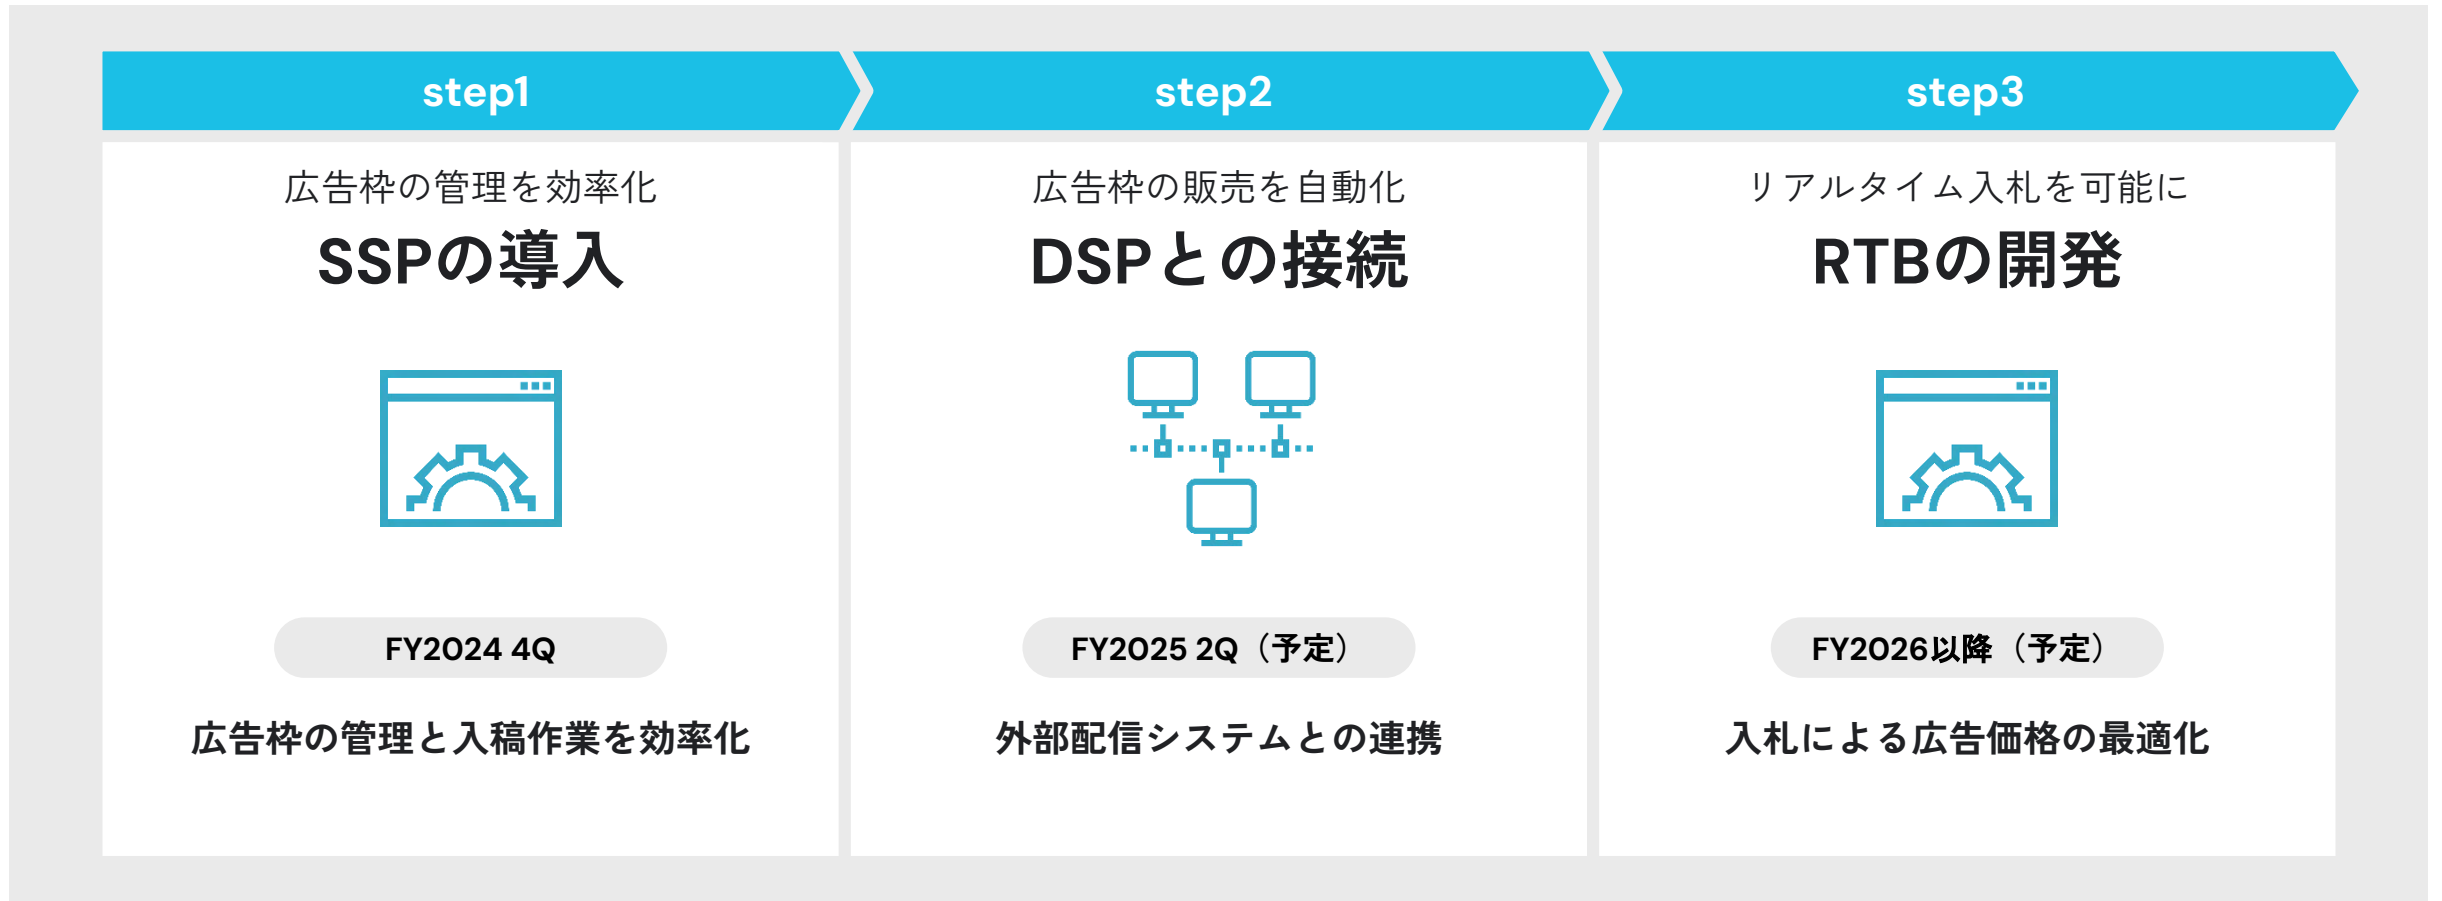 step1
広告枠の管理を効率化
SSPの導入
FY2024 4Q
広告枠の管理と入稿作業を効率化
step2
広告枠の販売を自動化
DSPとの接続
FY2025 2Q（予定）
外部配信システムとの連携
step3
リアルタイム入札を可能に
RTBの開発
FY2026以降（予定）
入札による広告価格の最適化